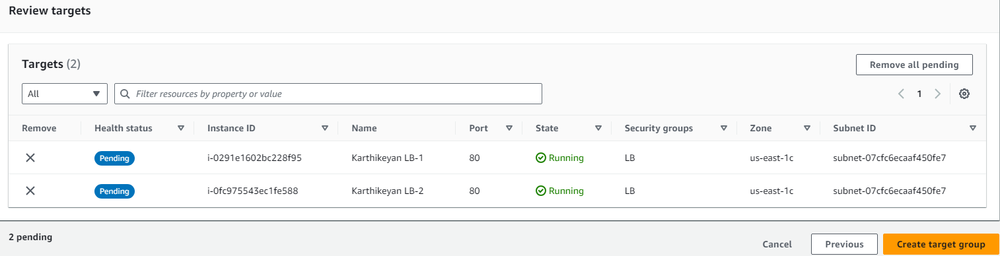 Review targets
Targets (2)
Remove all pending
All
Filter resources by property or value
1
Remove Health status Instance ID Name Port State Security groups Zone Subnet ID
Pending i-0291e1602bc228f95 Karthikeyan LB-1 80 Running LB us-east-1c subnet-07cfc6ecaaf450fe7
Pending i-0fc975543ec1fe588 Karthikeyan LB-2 80 Running LB us-east-1c subnet-07cfc6ecaaf450fe7
2 pending
Cancel Previous Create target group